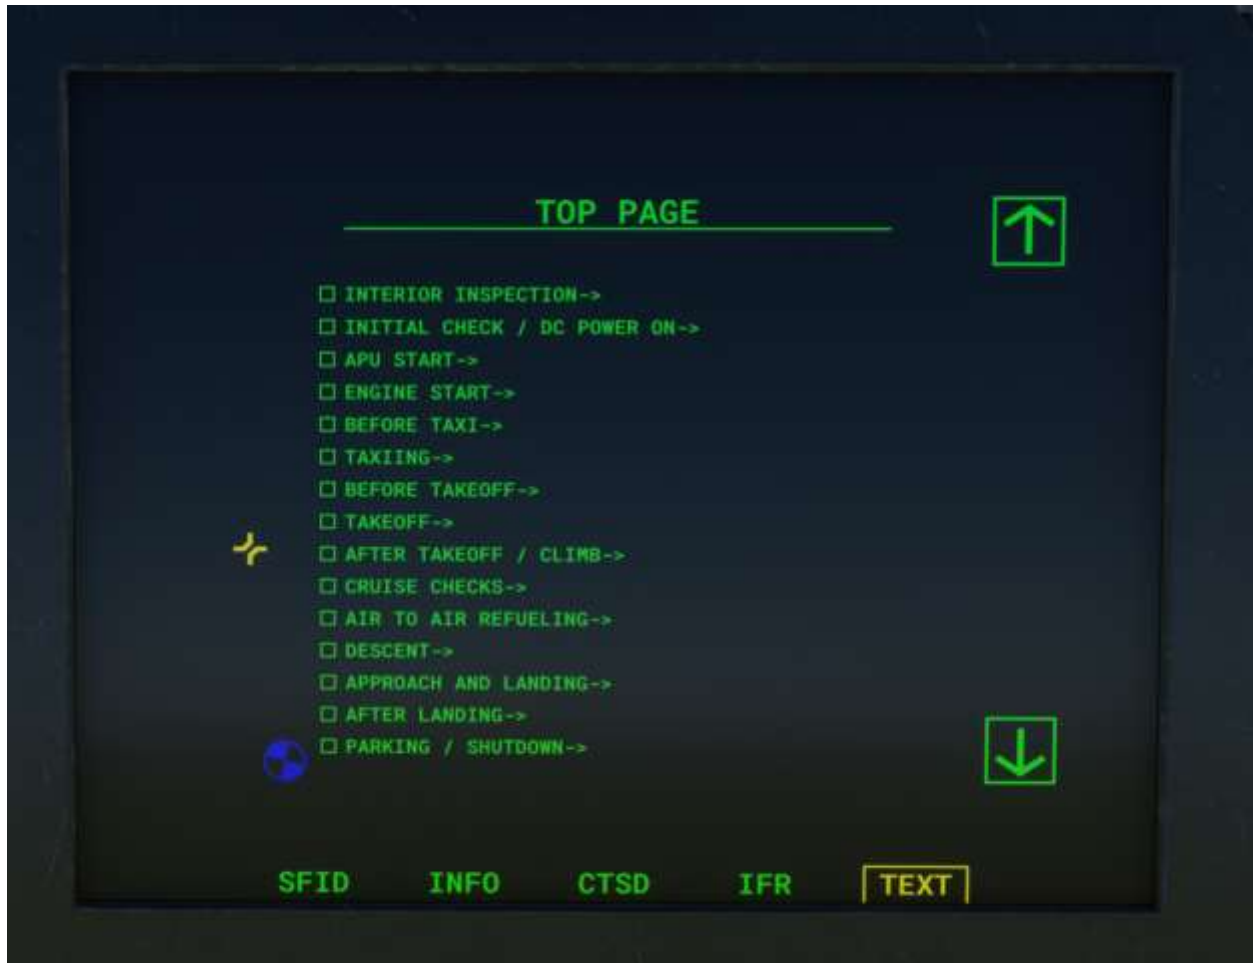 TOP PAGE
INTERIOR INSPECTION->
INITIAL CHECK / DC POWER ON->
APU START->
ENGINE START->
BEFORE TAXI->
TAXIING->
BEFORE TAKEOFF->
TAKEOFF->
AFTER TAKEOFF / CLIMB->
CRUISE CHECKS->
AIR TO AIR REFUELING->
DESCENT->
APPROACH AND LANDING->
AFTER LANDING->
PARKING / SHUTDOWN->
SFID INFO CTSD IFR TEXT